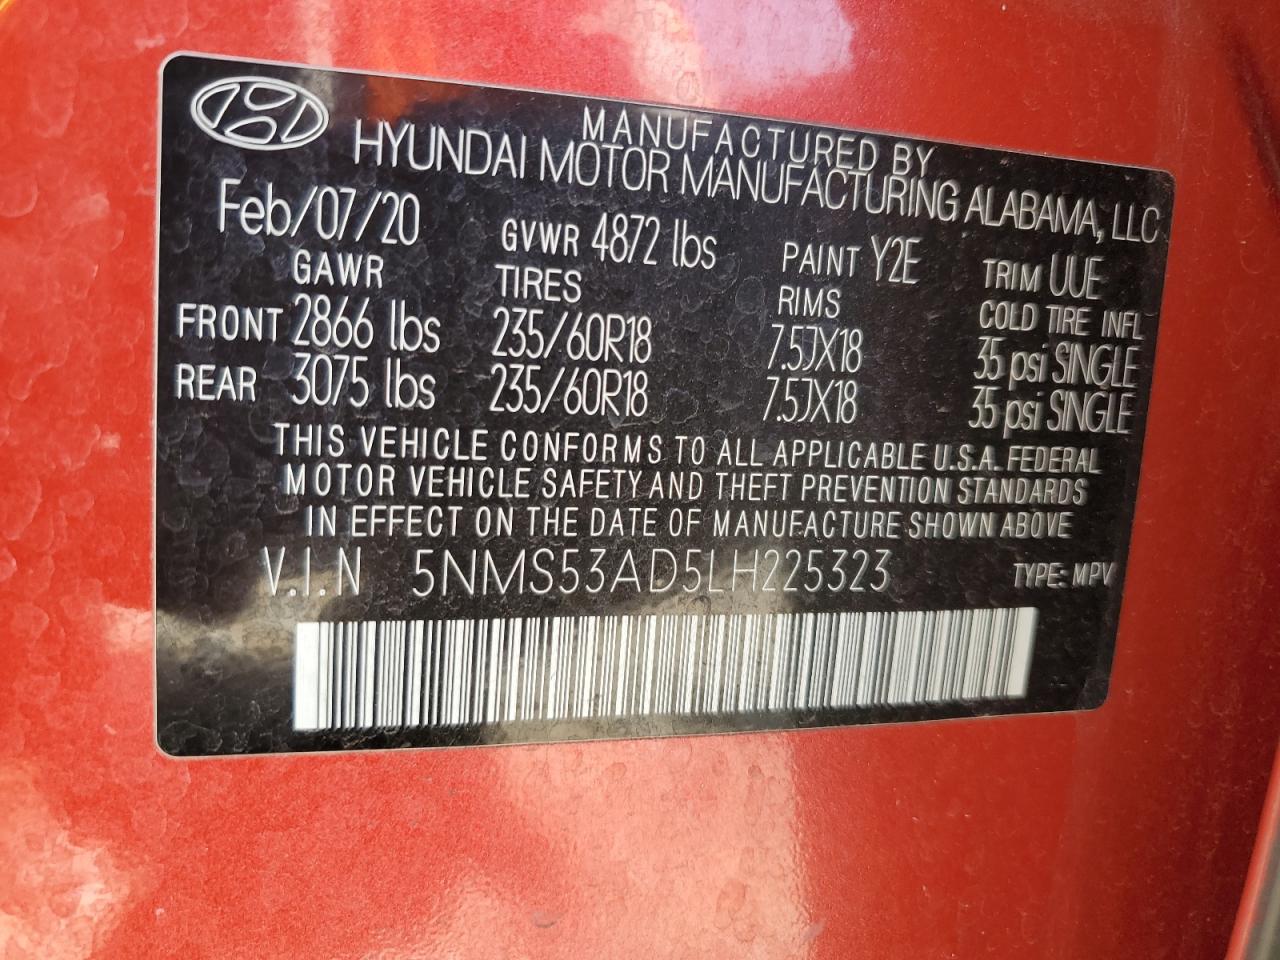 MANUFACTURED BY
HYUNDAI MOTOR MANUFACTURING ALABAMA, LLC
Feb/07/20 GVWR 4872 lbs PAINT Y2E TRIM UUE
GAWR TIRES RIMS COLD TIRE INFL
FRONT 2866 lbs 235/60R18 7.5JX18 35 psi SINGLE
REAR 3075 lbs 235/60R18 7.5JX18 35 psi SINGLE
THIS VEHICLE CONFORMS TO ALL APPLICABLE U.S.A. FEDERAL
MOTOR VEHICLE SAFETY AND THEFT PREVENTION STANDARDS
IN EFFECT ON THE DATE OF MANUFACTURE SHOWN ABOVE
V.I.N 5NMS53AD5LH225323 TYPE: MPV